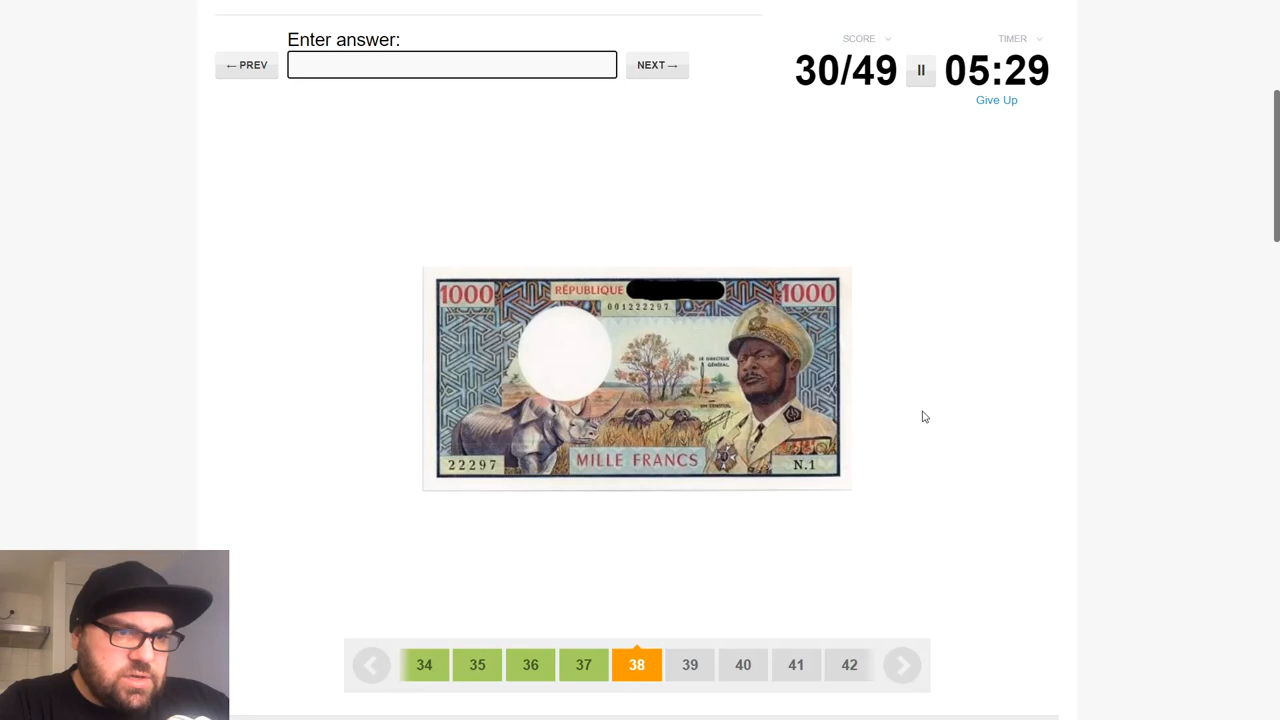 Enter answer:
← PREV
NEXT →
SCORE
TIMER
30/49
05:29
Give Up
1000
RÉPUBLIQUE
1000
001222297
LE DIRECTEUR
GÉNÉRAL,
22297
MILLE FRANCS
N.1
34
35
36
37
38
39
40
41
42